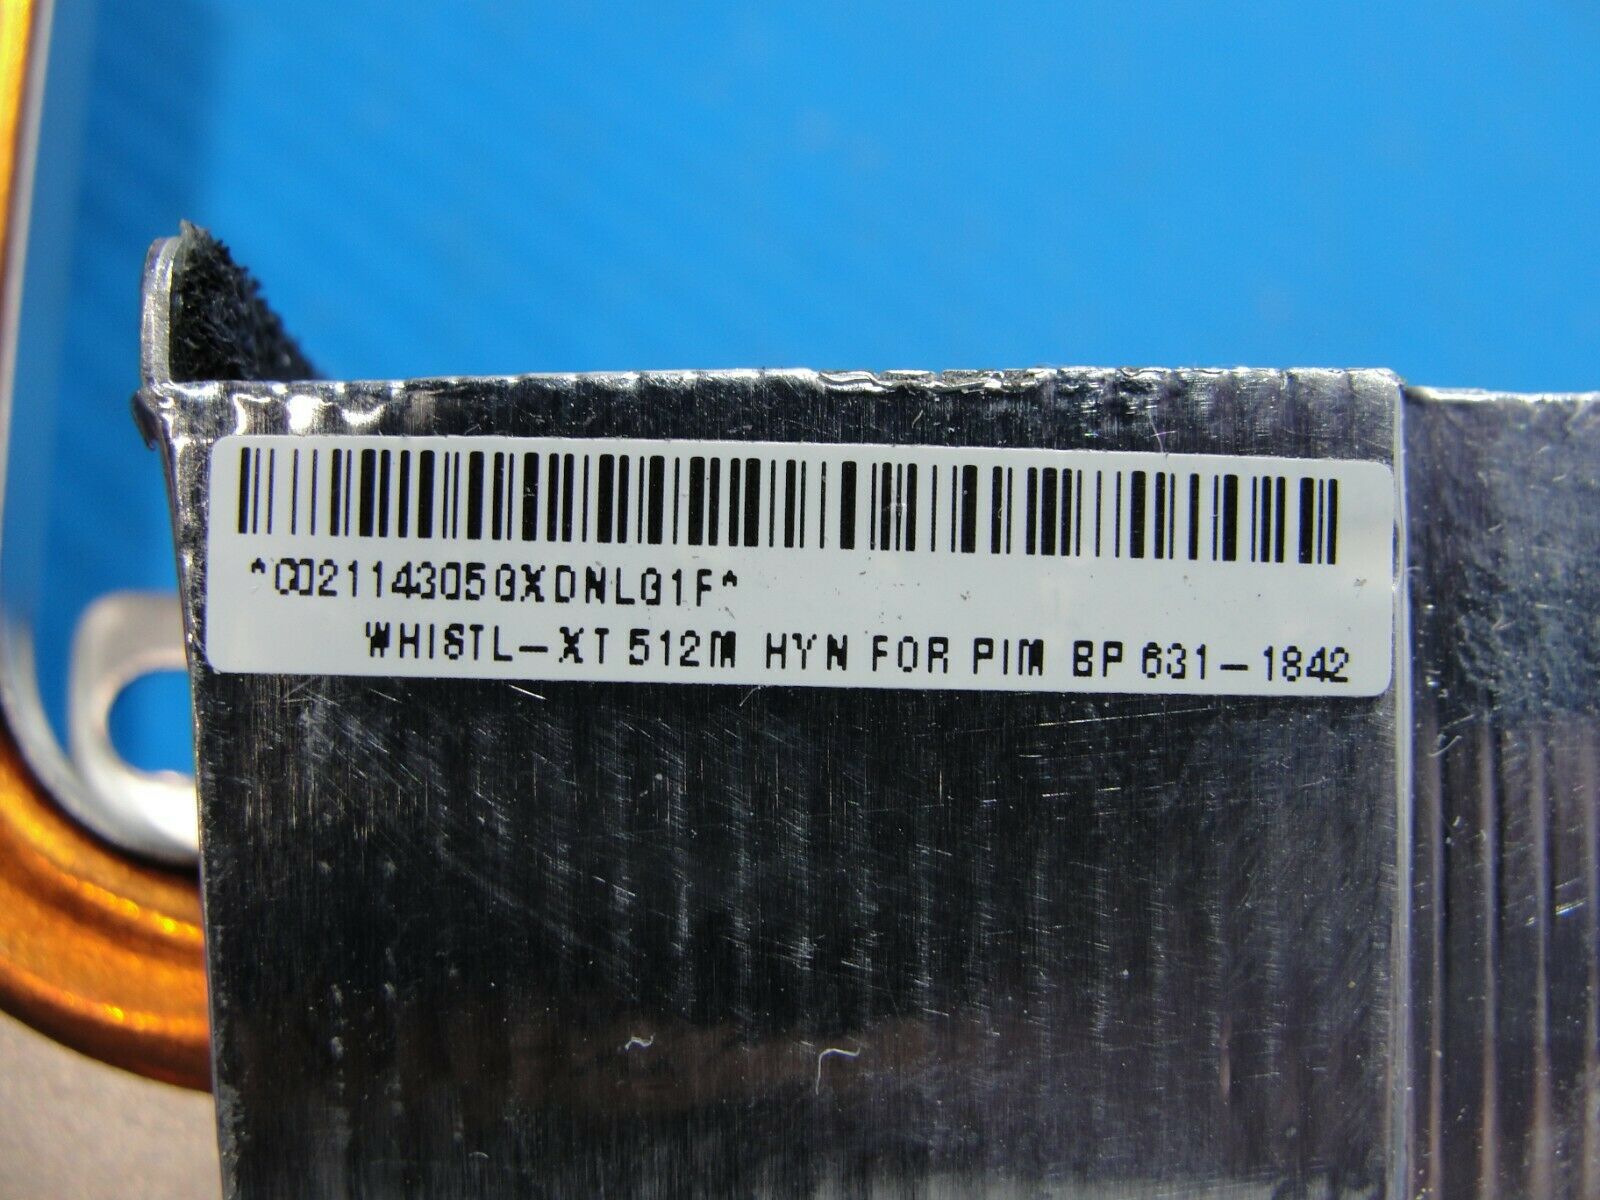 *C02114305GXDNLG1F*
WHISTL-XT 512M HYN FOR PIM BP 631-1842